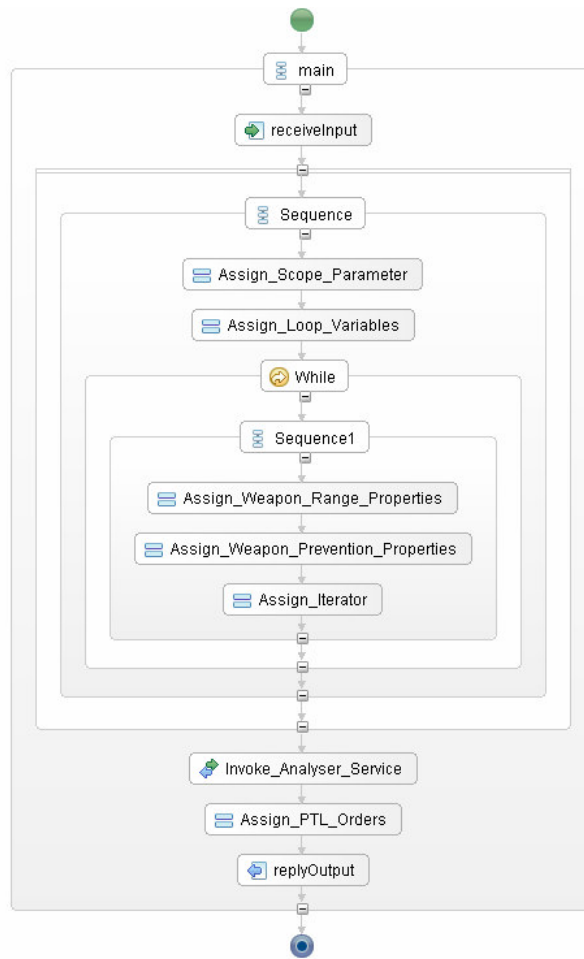 main
receiveInput
Sequence
Assign_Scope_Parameter
Assign_Loop_Variables
While
Sequence1
Assign_Weapon_Range_Properties
Assign_Weapon_Prevention_Properties
Assign_Iterator
Invoke_Analyser_Service
Assign_PTL_Orders
replyOutput